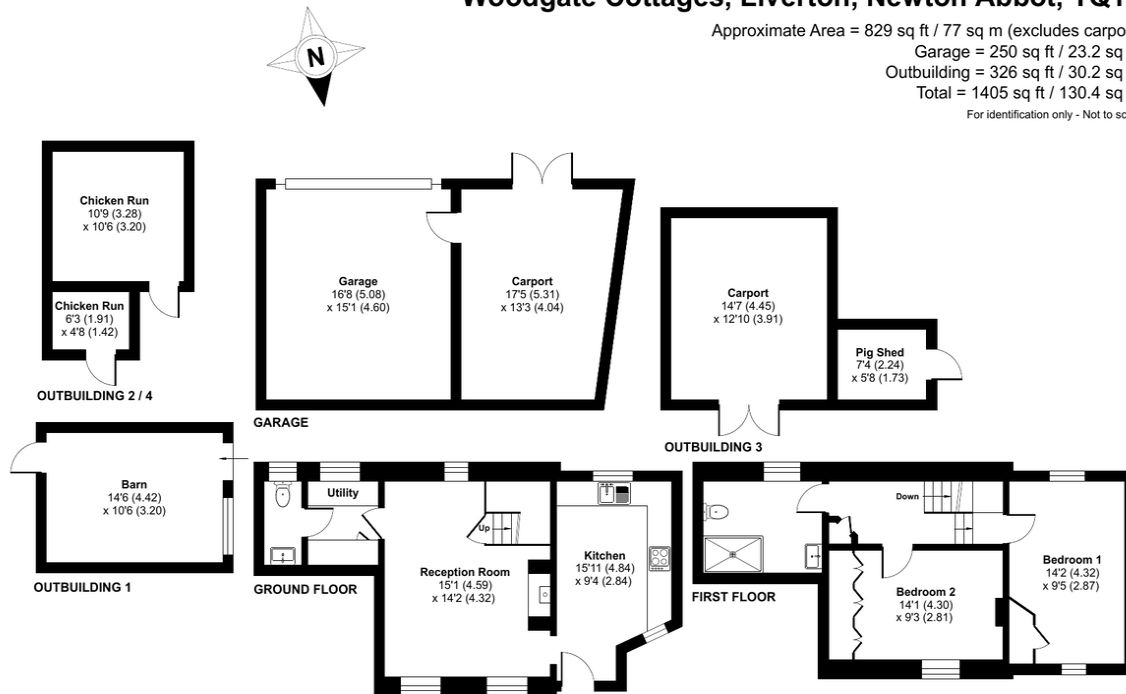 Woodgate Cottages, Liverton, Newton Abbot, TQ1
Approximate Area = 829 sq ft / 77 sq m (excludes carpo
Garage = 250 sq ft / 23.2 sq
Outbuilding = 326 sq ft / 30.2 sq
Total = 1405 sq ft / 130.4 sq
For identification only - Not to sc
N
Chicken Run
10'9 (3.28)
x 10'6 (3.20)
Chicken Run
6'3 (1.91)
x 4'8 (1.42)
OUTBUILDING 2 / 4
Garage
16'8 (5.08)
x 15'1 (4.60)
Carport
17'5 (5.31)
x 13'3 (4.04)
GARAGE
Carport
14'7 (4.45)
x 12'10 (3.91)
Pig Shed
7'4 (2.24)
x 5'8 (1.73)
OUTBUILDING 3
Barn
14'6 (4.42)
x 10'6 (3.20)
OUTBUILDING 1
Utility
Up
Reception Room
15'1 (4.59)
x 14'2 (4.32)
Kitchen
15'11 (4.84)
x 9'4 (2.84)
GROUND FLOOR
Down
Bedroom 1
14'2 (4.32)
x 9'5 (2.87)
Bedroom 2
14'1 (4.30)
x 9'3 (2.81)
FIRST FLOOR